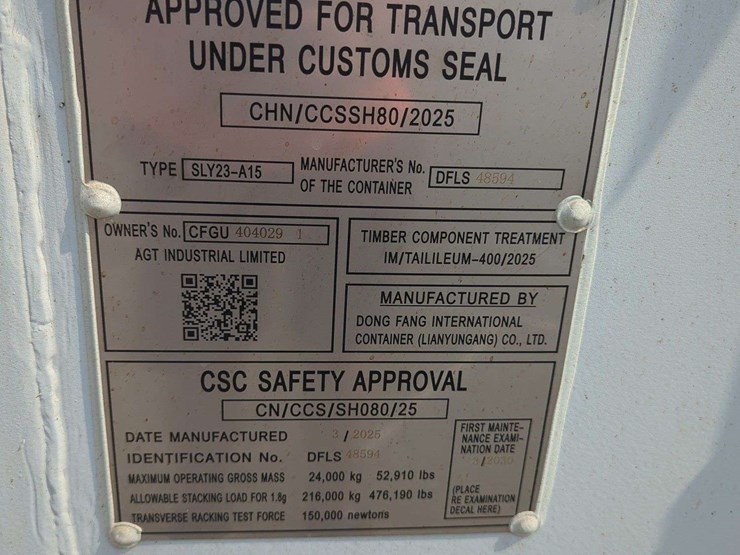 APPROVED FOR TRANSPORT
UNDER CUSTOMS SEAL
CHN/CCSSH80/2025
TYPE SLY23-A15
MANUFACTURER'S No.
OF THE CONTAINER
DFLS 48594
OWNER'S No. CFGU 404029 1
AGT INDUSTRIAL LIMITED
TIMBER COMPONENT TREATMENT
IM/TAILILEUM-400/2025
MANUFACTURED BY
DONG FANG INTERNATIONAL
CONTAINER (LIANYUNGANG) CO., LTD.
CSC SAFETY APPROVAL
CN/CCS/SH080/25
DATE MANUFACTURED 3 / 2025
IDENTIFICATION No. DFLS 48594
MAXIMUM OPERATING GROSS MASS 24,000 kg 52,910 lbs
ALLOWABLE STACKING LOAD FOR 1.8g 216,000 kg 476,190 lbs
TRANSVERSE RACKING TEST FORCE 150,000 newtons
FIRST MAINTE-
NANCE EXAMI-
NATION DATE
(PLACE
RE EXAMINATION
DECAL HERE)